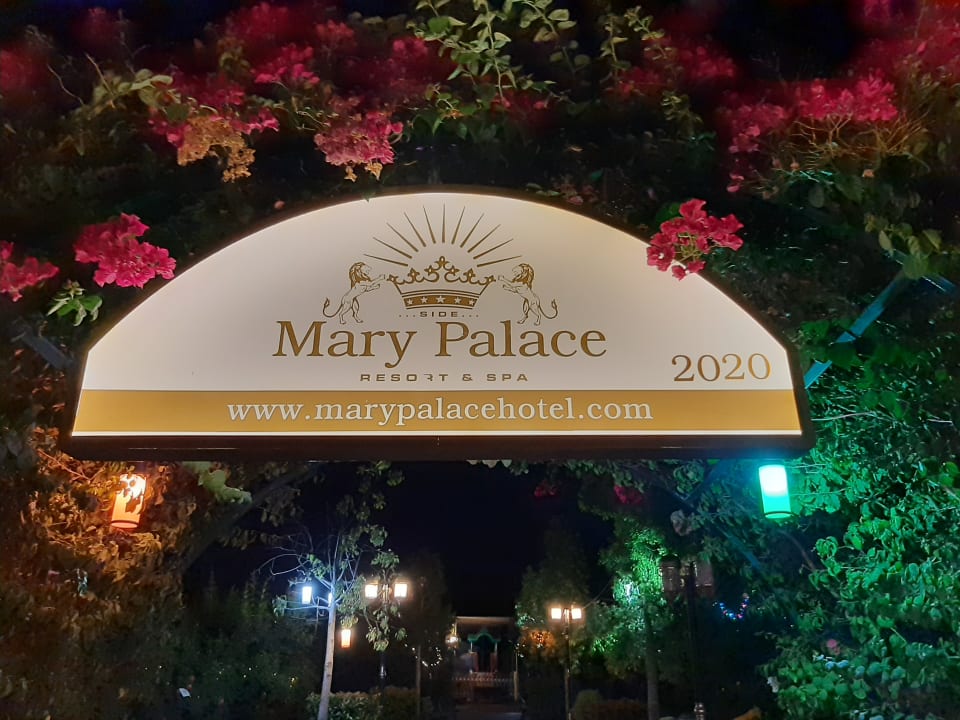 ...SIDE...
Mary Palace
RESORT & SPA
2020
www.marypalacehotel.com